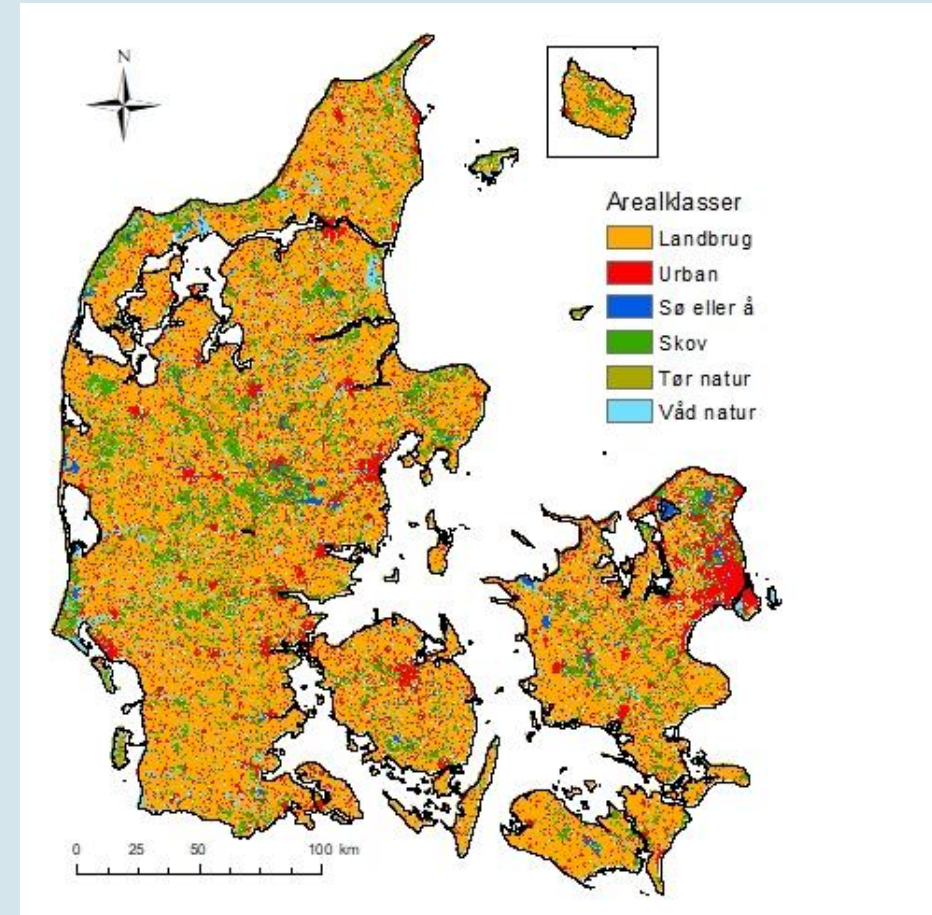 N
Arealklasser
Landbrug
Urban
Sø eller å
Skov
Tør natur
Våd natur
0 25 50 100 km